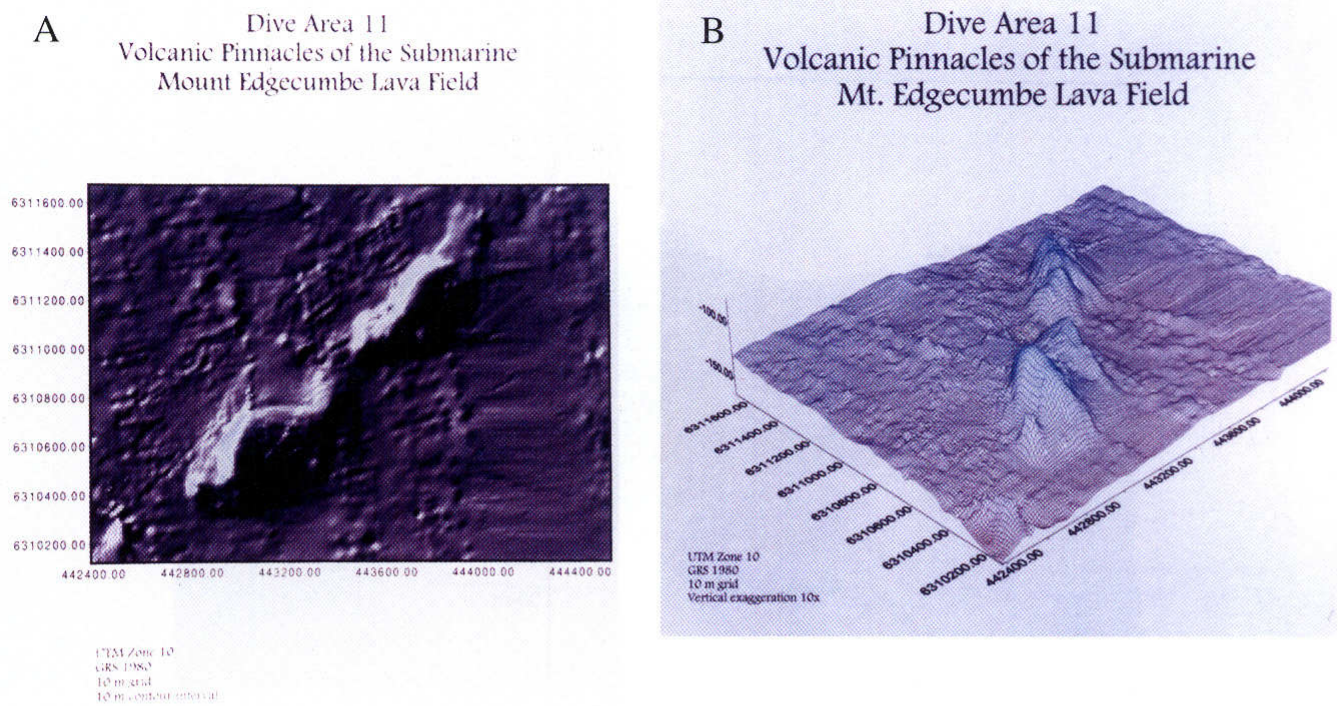 A
Dive Area 11
Volcanic Pinnacles of the Submarine
Mount Edgecumbe Lava Field
6311600.00
6311400.00
6311200.00
6311000.00
6310800.00
6310600.00
6310400.00
6310200.00
442400.00 442800.00 443200.00 443600.00 444000.00 444400.00
UTM Zone 10
GRS 1980
10 m grid
10 m contour interval
B
Dive Area 11
Volcanic Pinnacles of the Submarine
Mt. Edgecumbe Lava Field
-100.00
-150.00
6311600.00
6311400.00
6311200.00
6311000.00
6310800.00
6310600.00
6310400.00
6310200.00
442400.00
442800.00
443200.00
443600.00
444000.00
UTM Zone 10
GRS 1980
10 m grid
Vertical exaggeration 10x